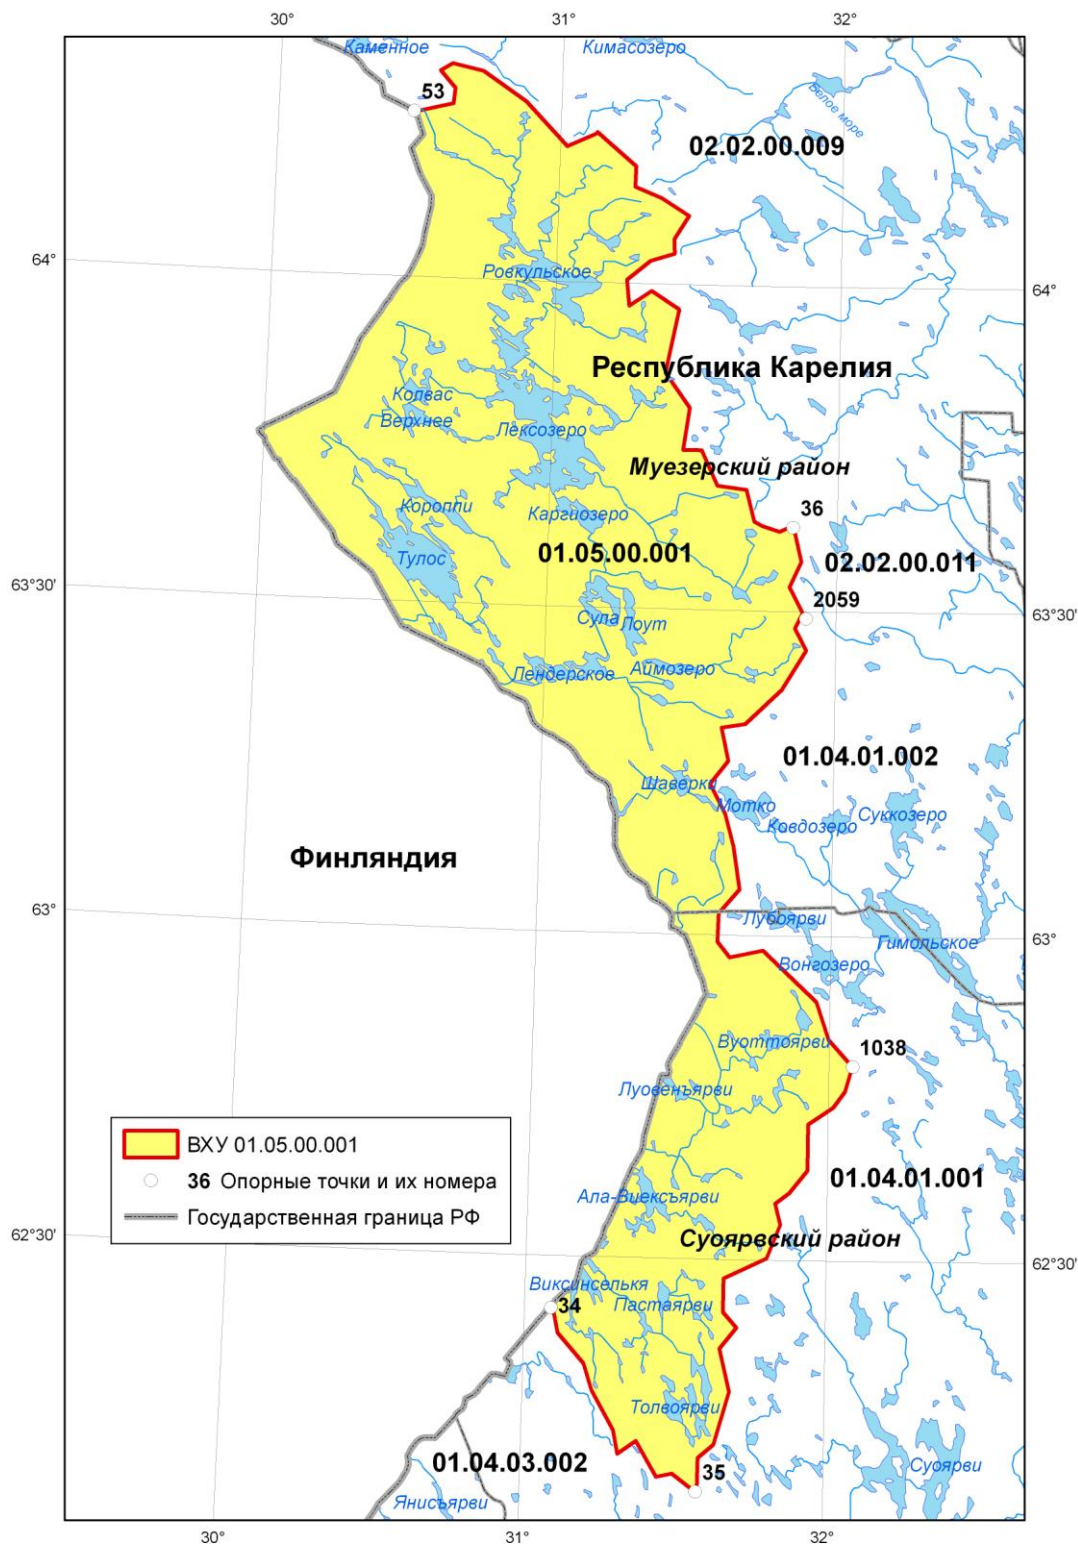 30° 31° 32°
Каменное
Кимасозеро
53
Белое море
02.02.00.009
64°
64°
Ровкульское
Республика Карелия
Колвас
Верхнее
Лексозеро
Муезерский район
Короппи
Каргиозеро
36
Тулос
01.05.00.001
02.02.00.011
63°30'
63°30'
2059
Сула
Лоут
Лендерское
Аймозеро
01.04.01.002
Шаверки
Мотко
Суккозеро
Ковдозеро
Финляндия
63°
63°
Лубоярви
Гимольское
Вонгозеро
Вуоттоярви
1038
Луовенъярви
ВХУ 01.05.00.001
36 Опорные точки и их номера
Государственная граница РФ
01.04.01.001
Ала-Виексъярви
62°30'
62°30'
Суоярвский район
Виксинселькя
34
Пастаярви
Толвоярви
01.04.03.002
35
Суоярви
Янисъярви
30° 31° 32°